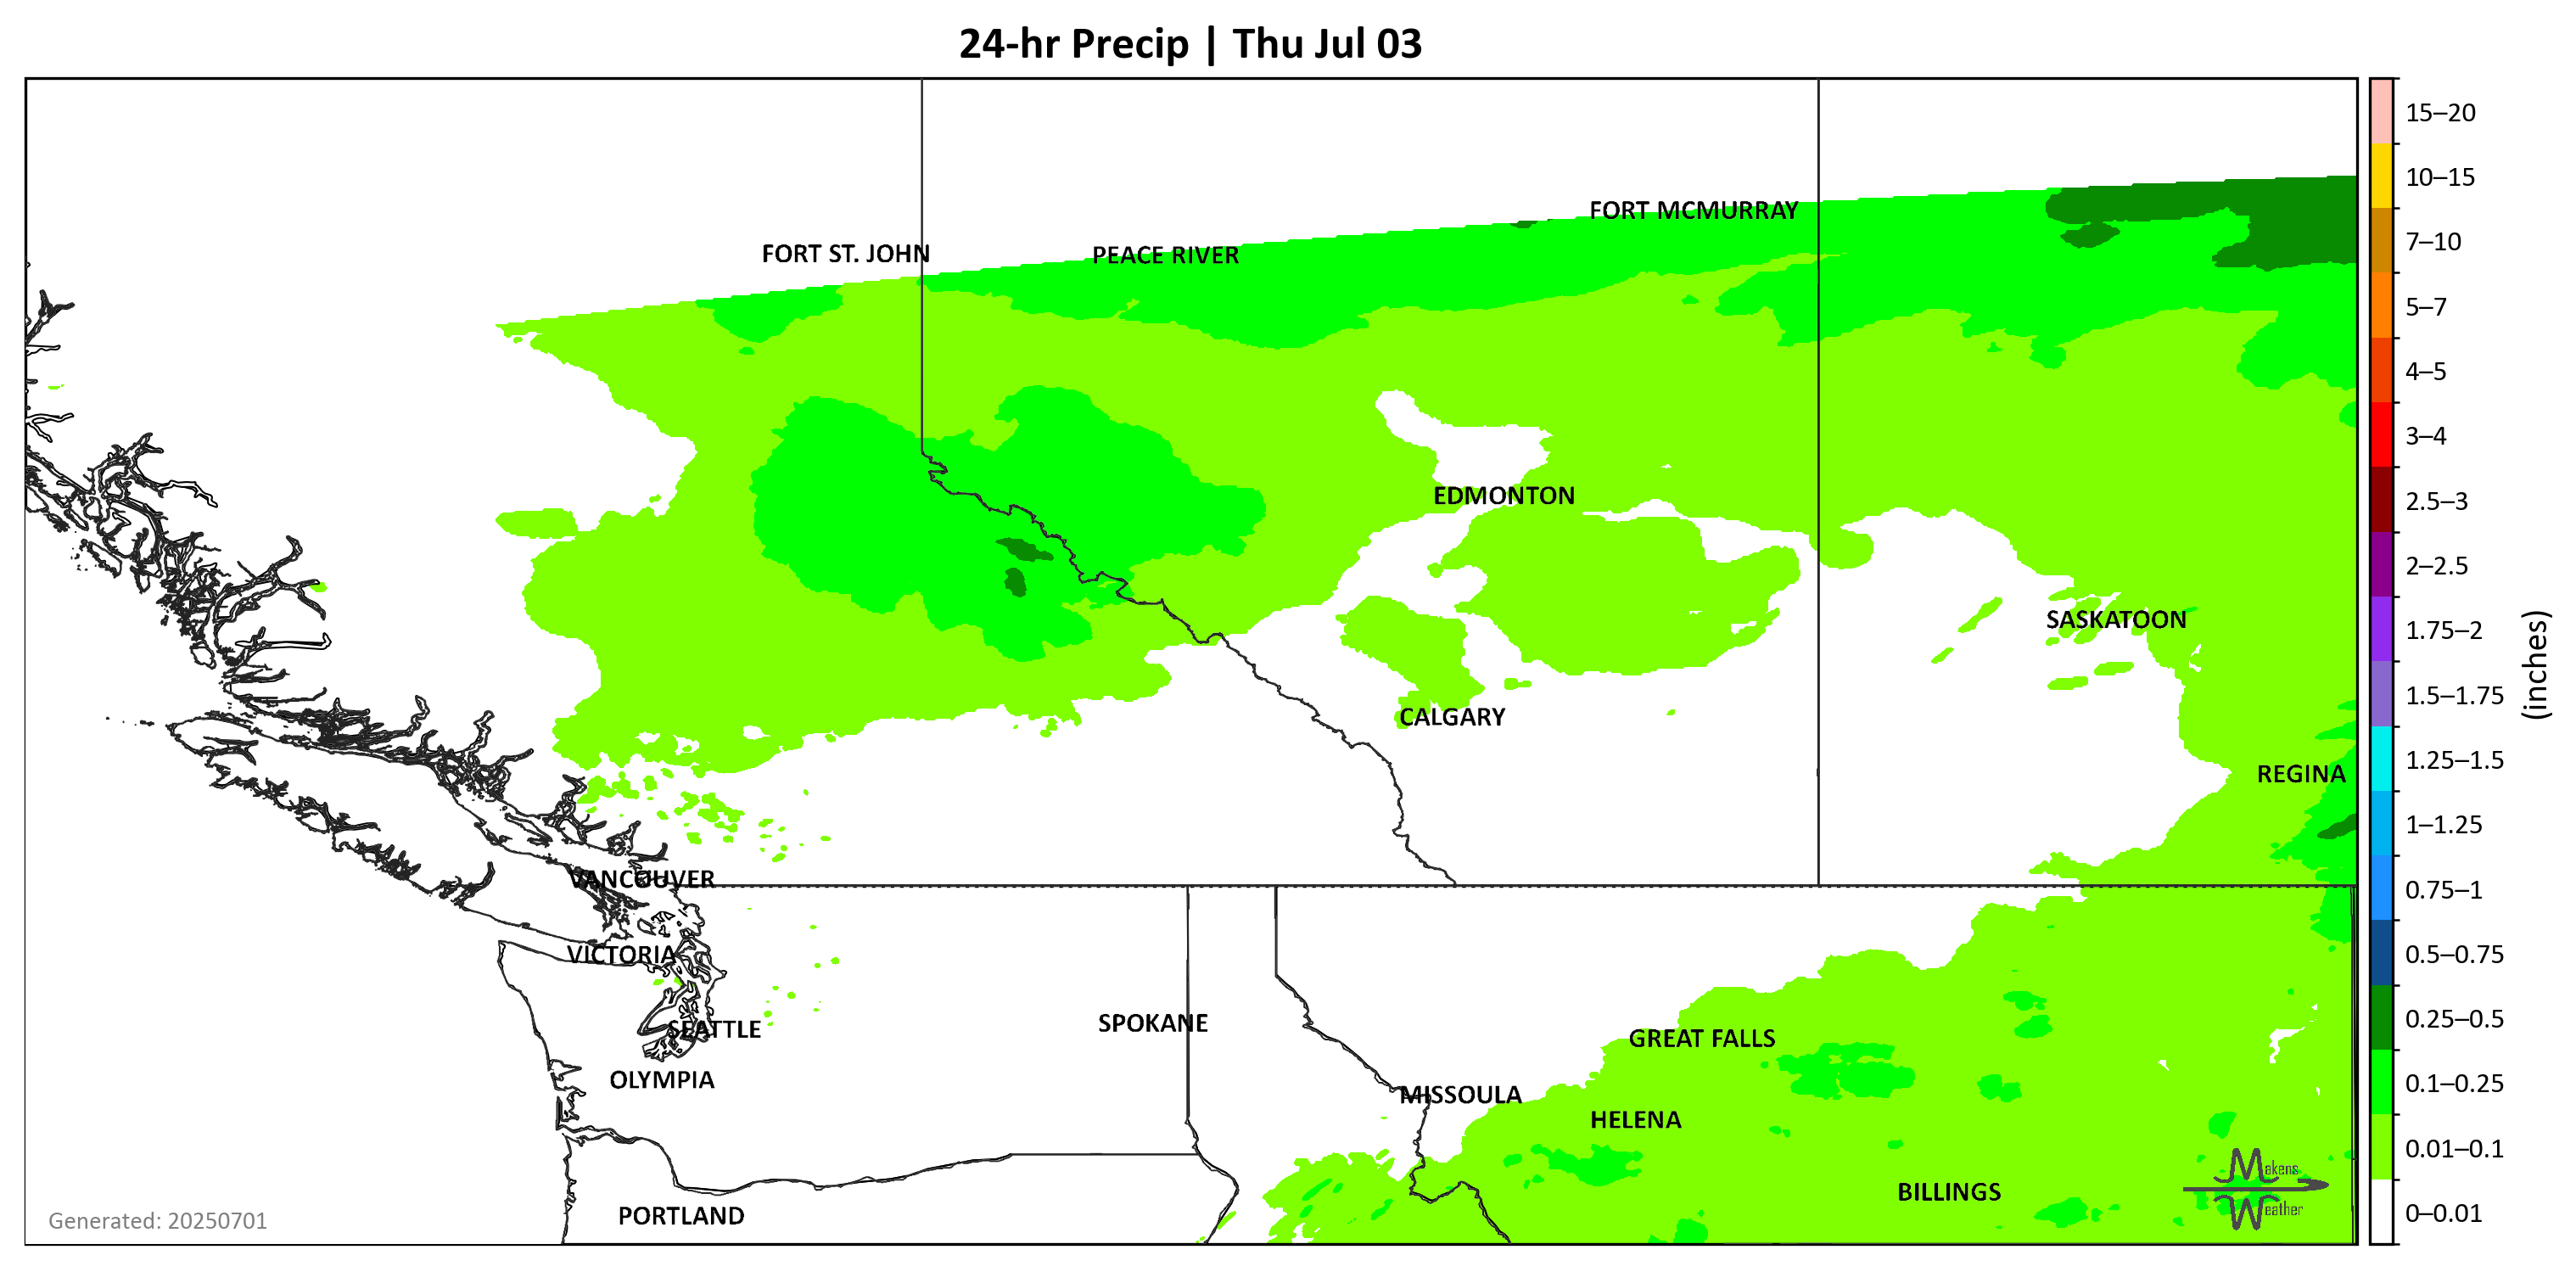 24-hr Precip | Thu Jul 03
FORT MCMURRAY
FORT ST. JOHN
PEACE RIVER
EDMONTON
SASKATOON
CALGARY
REGINA
VANCOUVER
VICTORIA
SPOKANE
SEATTLE
GREAT FALLS
OLYMPIA
MISSOULA
HELENA
BILLINGS
PORTLAND
Makens
Weather
Generated: 20250701
15–20
10–15
7–10
5–7
4–5
3–4
2.5–3
2–2.5
1.75–2
1.5–1.75
1.25–1.5
1–1.25
0.75–1
0.5–0.75
0.25–0.5
0.1–0.25
0.01–0.1
0–0.01
(inches)